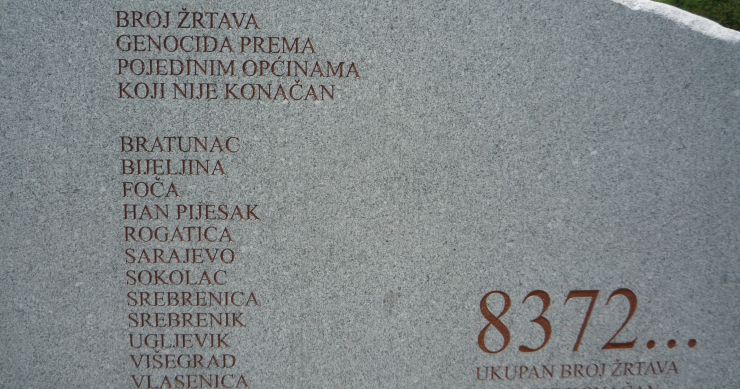 BROJ ŽRTAVA
GENOCIDA PREMA
POJEDINIM OPĆINAMA
KOJI NIJE KONAČAN
BRATUNAC
BIJELJINA
FOČA
HAN PIJESAK
ROGATICA
SARAJEVO
SOKOLAC
SREBRENICA
SREBRENIK
UGLJEVIK
VIŠEGRAD
VLASENICA
8372...
UKUPAN BROJ ŽRTAVA